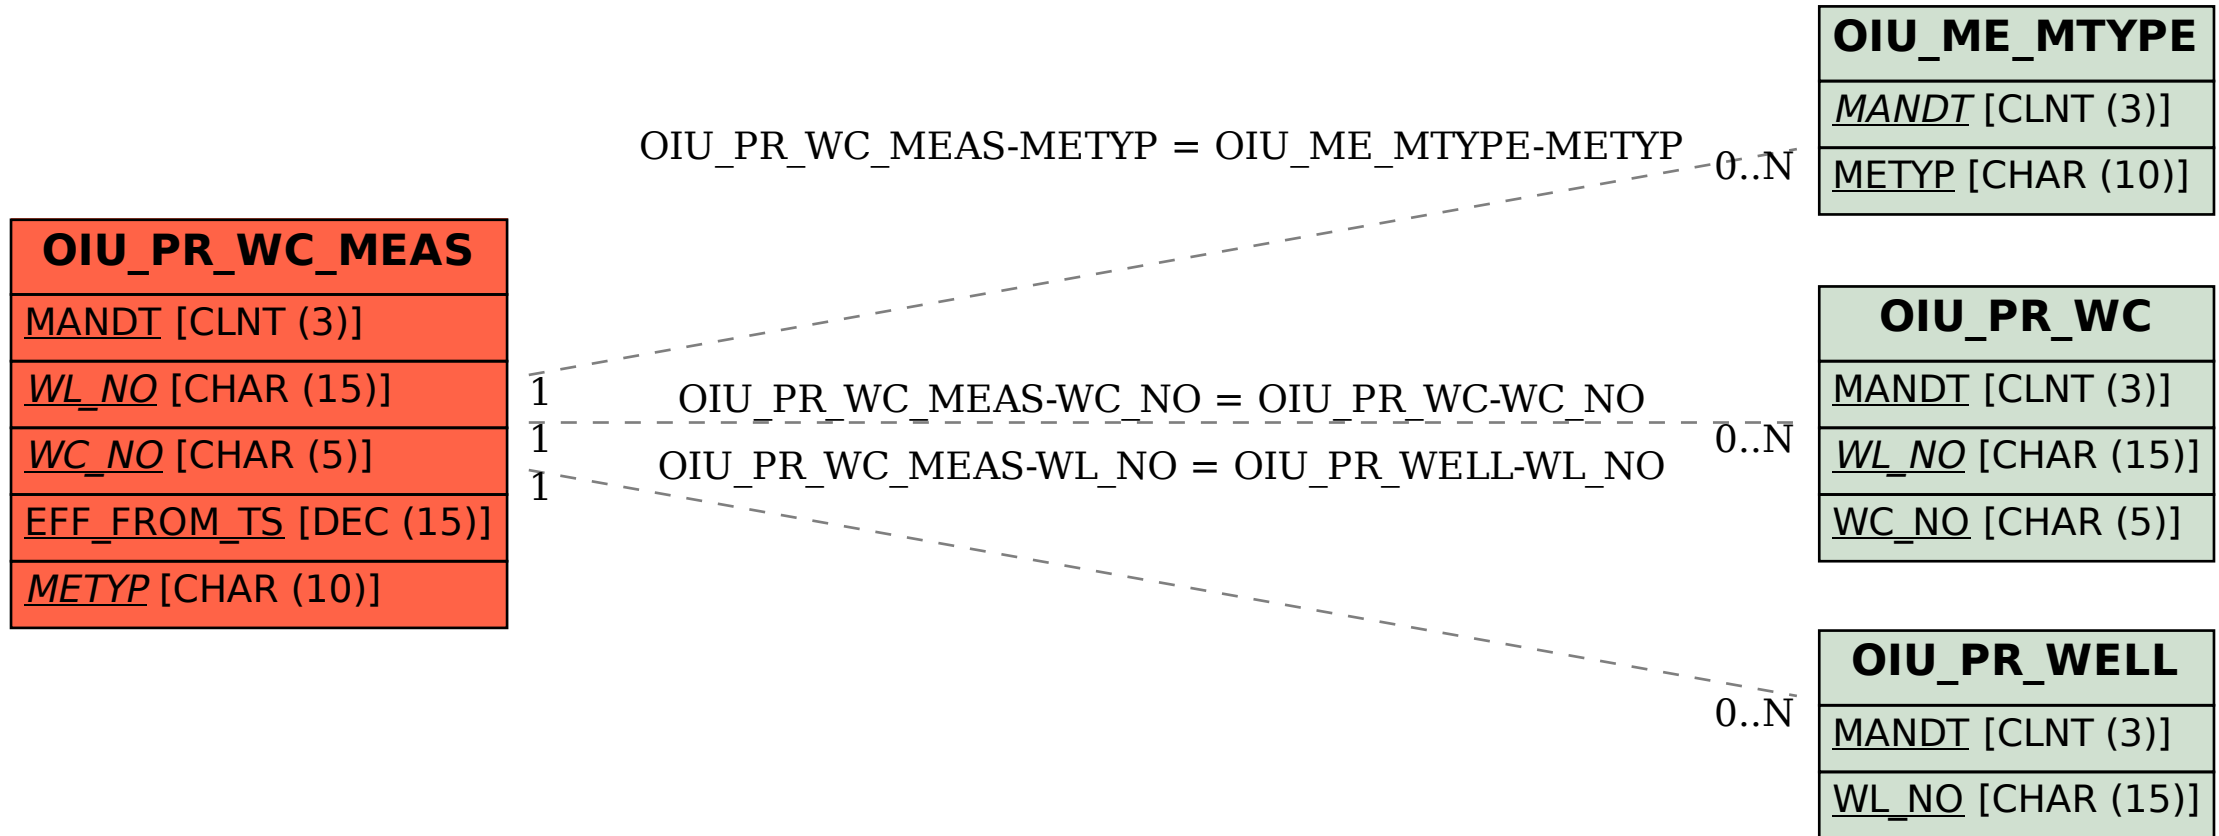 OIU_PR_WC_MEAS
MANDT [CLNT (3)]
WL_NO [CHAR (15)]
WC_NO [CHAR (5)]
EFF_FROM_TS [DEC (15)]
METYP [CHAR (10)]
OIU_PR_WC_MEAS-METYP = OIU_ME_MTYPE-METYP
0..N
1
OIU_PR_WC_MEAS-WC_NO = OIU_PR_WC-WC_NO
0..N
1
OIU_PR_WC_MEAS-WL_NO = OIU_PR_WELL-WL_NO
1
0..N
OIU_ME_MTYPE
MANDT [CLNT (3)]
METYP [CHAR (10)]
OIU_PR_WC
MANDT [CLNT (3)]
WL_NO [CHAR (15)]
WC_NO [CHAR (5)]
OIU_PR_WELL
MANDT [CLNT (3)]
WL_NO [CHAR (15)]